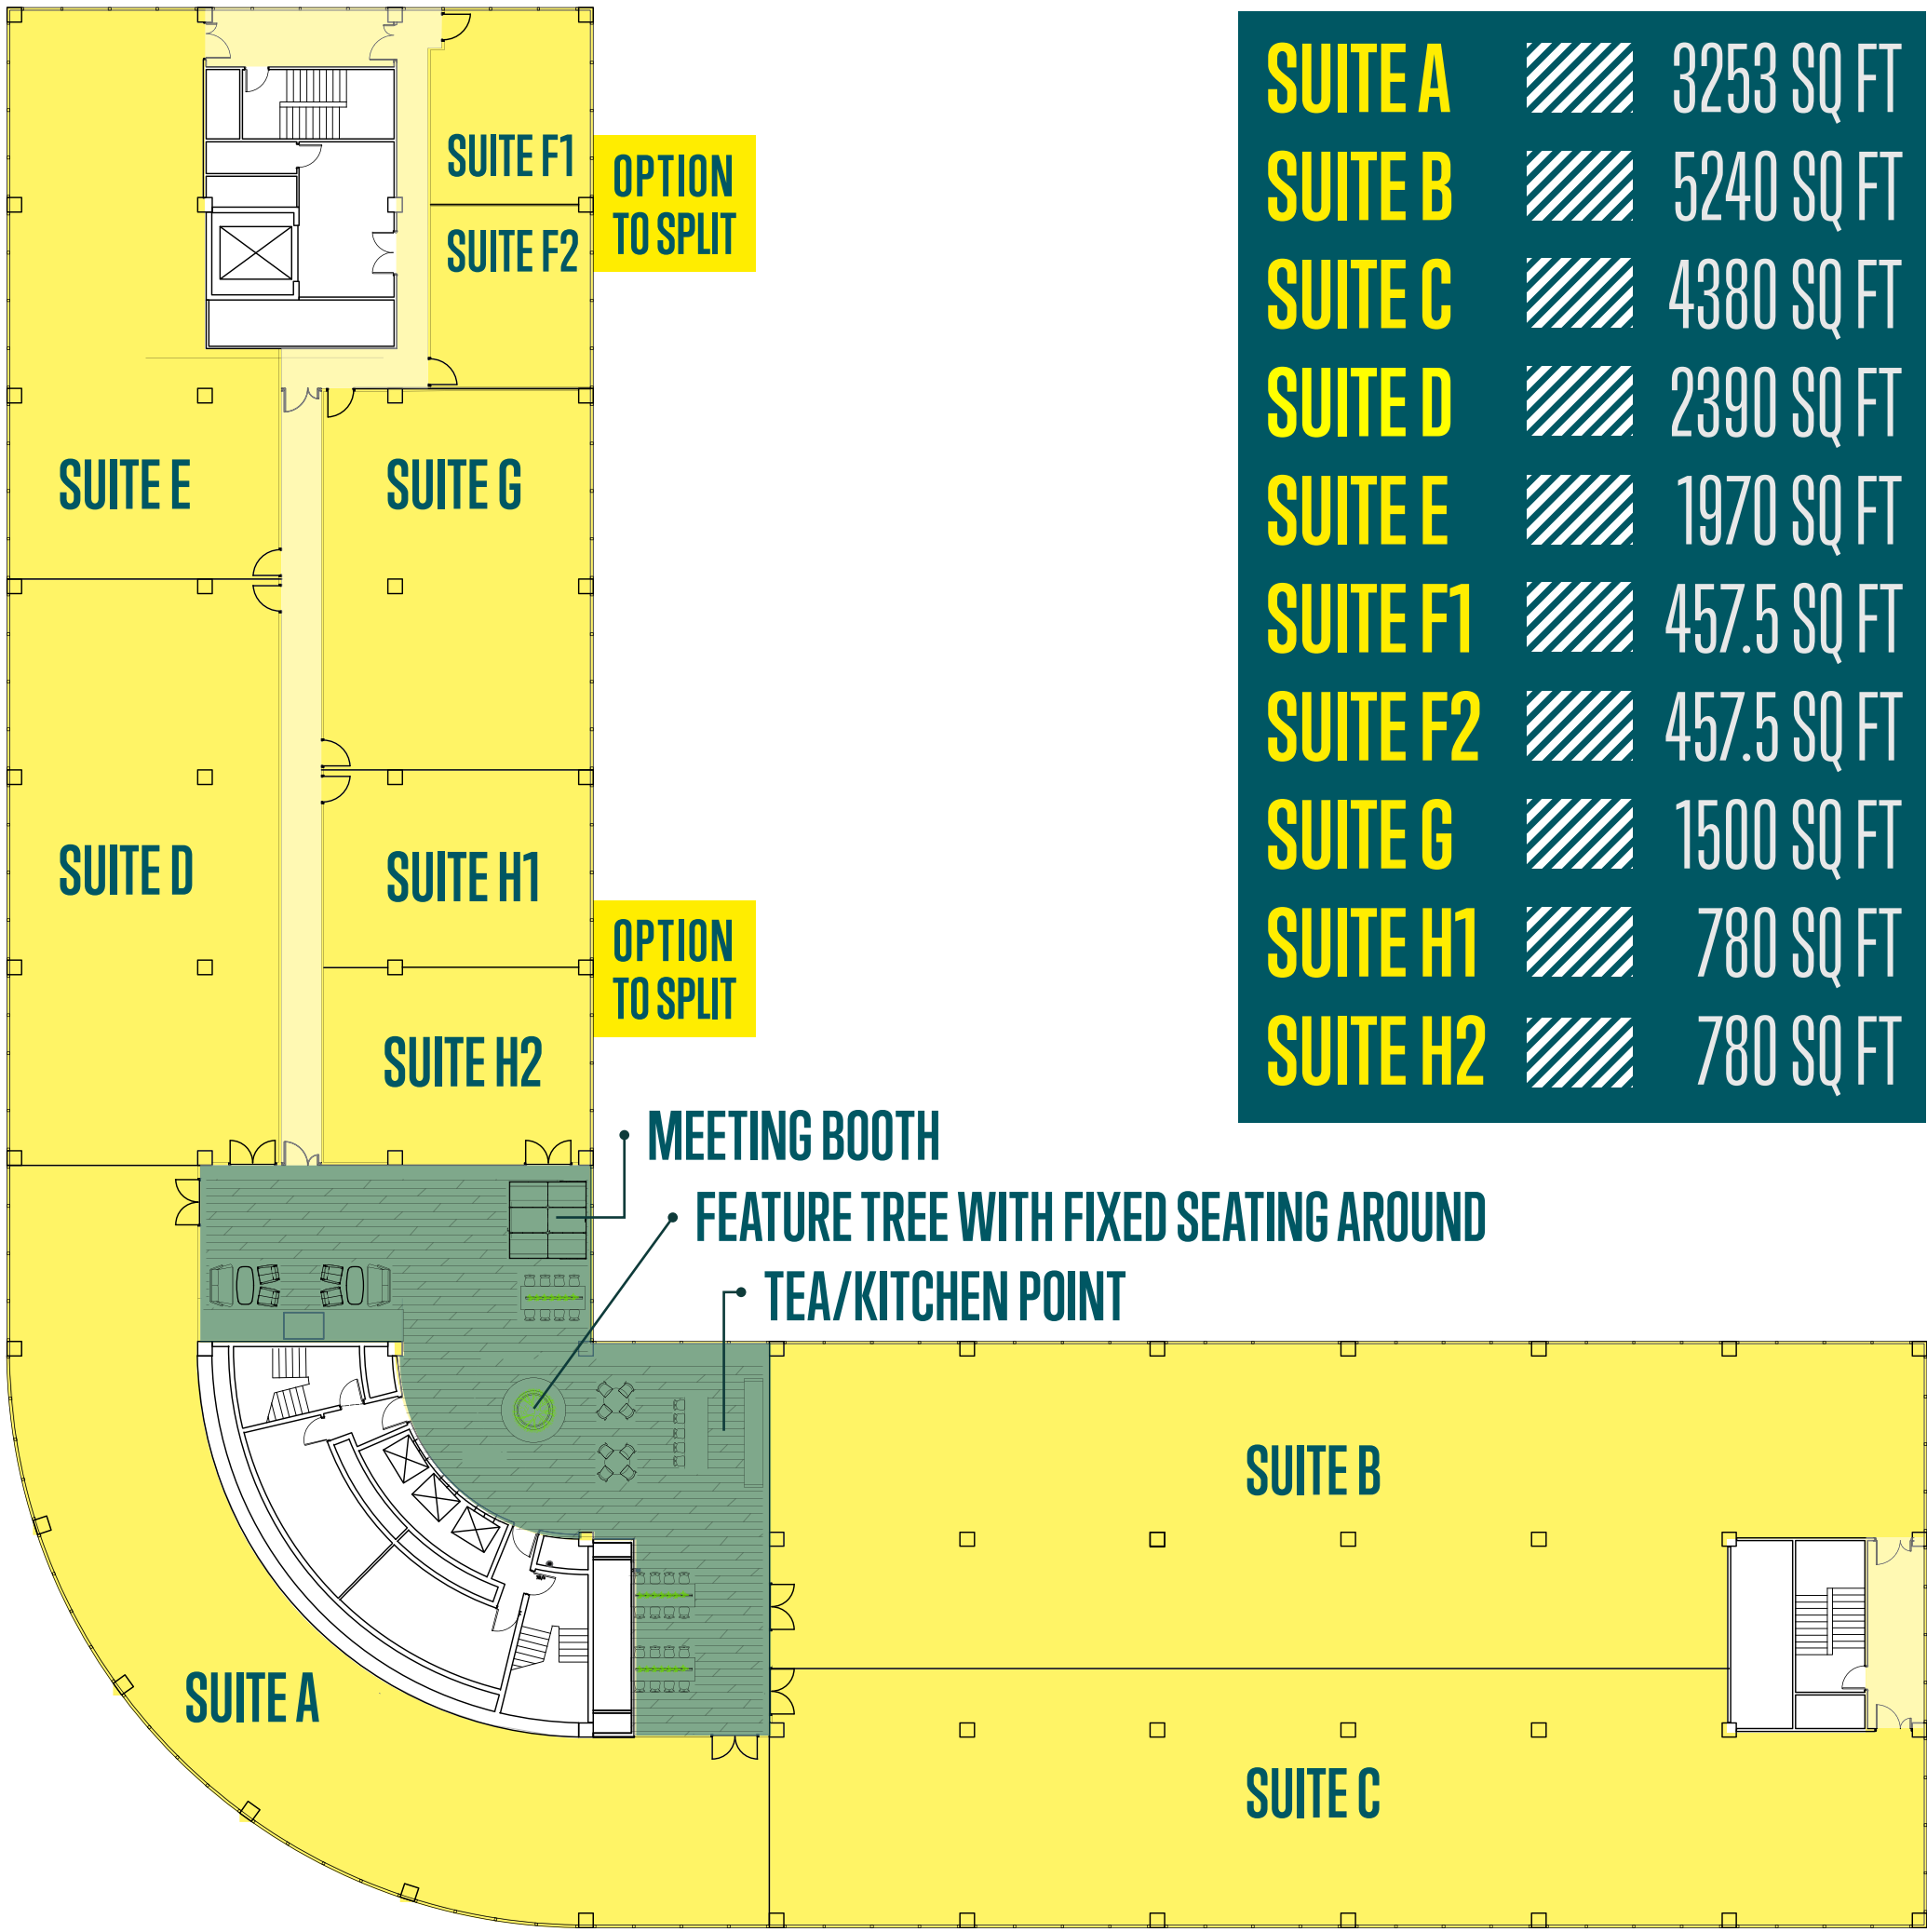 SUITE A 3253 SQ FT
SUITE B 5240 SQ FT
SUITE C 4380 SQ FT
SUITE D 2390 SQ FT
SUITE E 1970 SQ FT
SUITE F1 457.5 SQ FT
SUITE F2 457.5 SQ FT
SUITE G 1500 SQ FT
SUITE H1 780 SQ FT
SUITE H2 780 SQ FT
SUITE F1
OPTION
TO SPLIT
SUITE F2
SUITE E
SUITE G
SUITE D
SUITE H1
OPTION
TO SPLIT
SUITE H2
MEETING BOOTH
FEATURE TREE WITH FIXED SEATING AROUND
TEA/KITCHEN POINT
SUITE B
SUITE A
SUITE C